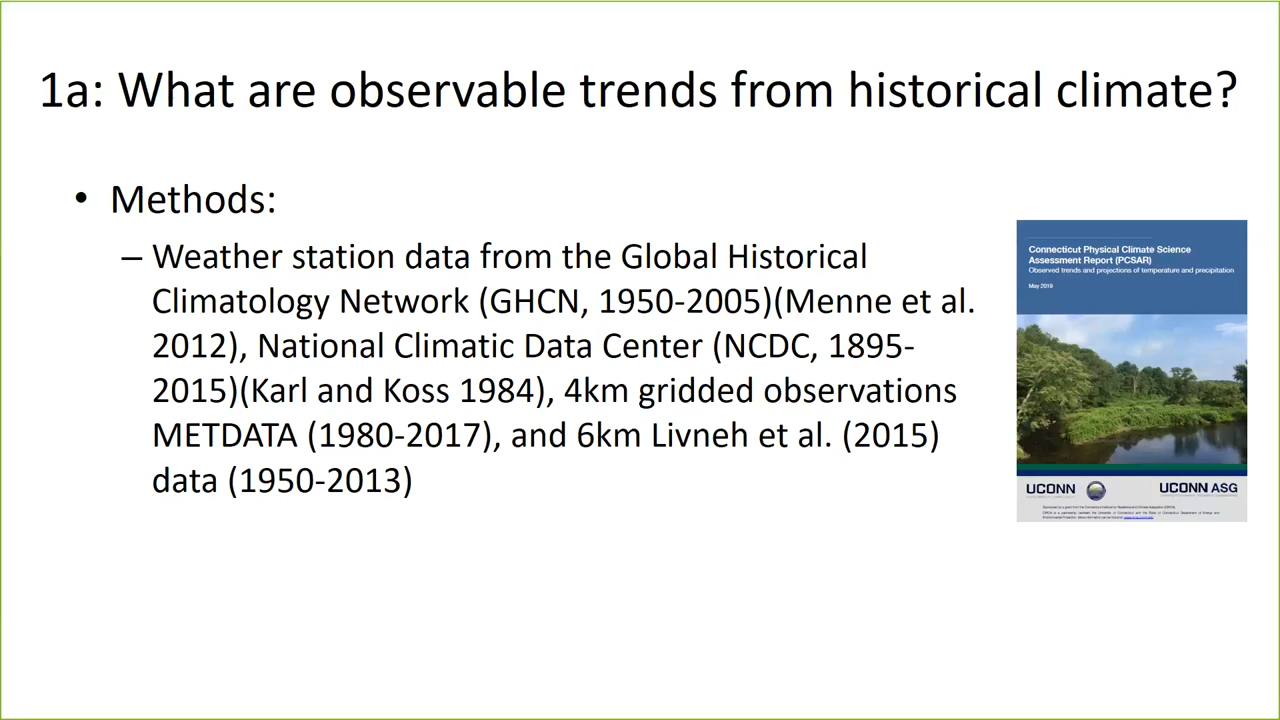 1a: What are observable trends from historical climate?
• Methods:
– Weather station data from the Global Historical
Climatology Network (GHCN, 1950-2005)(Menne et al.
2012), National Climatic Data Center (NCDC, 1895-
2015)(Karl and Koss 1984), 4km gridded observations
METDATA (1980-2017), and 6km Livneh et al. (2015)
data (1950-2013)
Connecticut Physical Climate Science
Assessment Report (PCSAR)
Observed trends and projections of temperature and precipitation
May 2019
UCONN
UCONN ASG